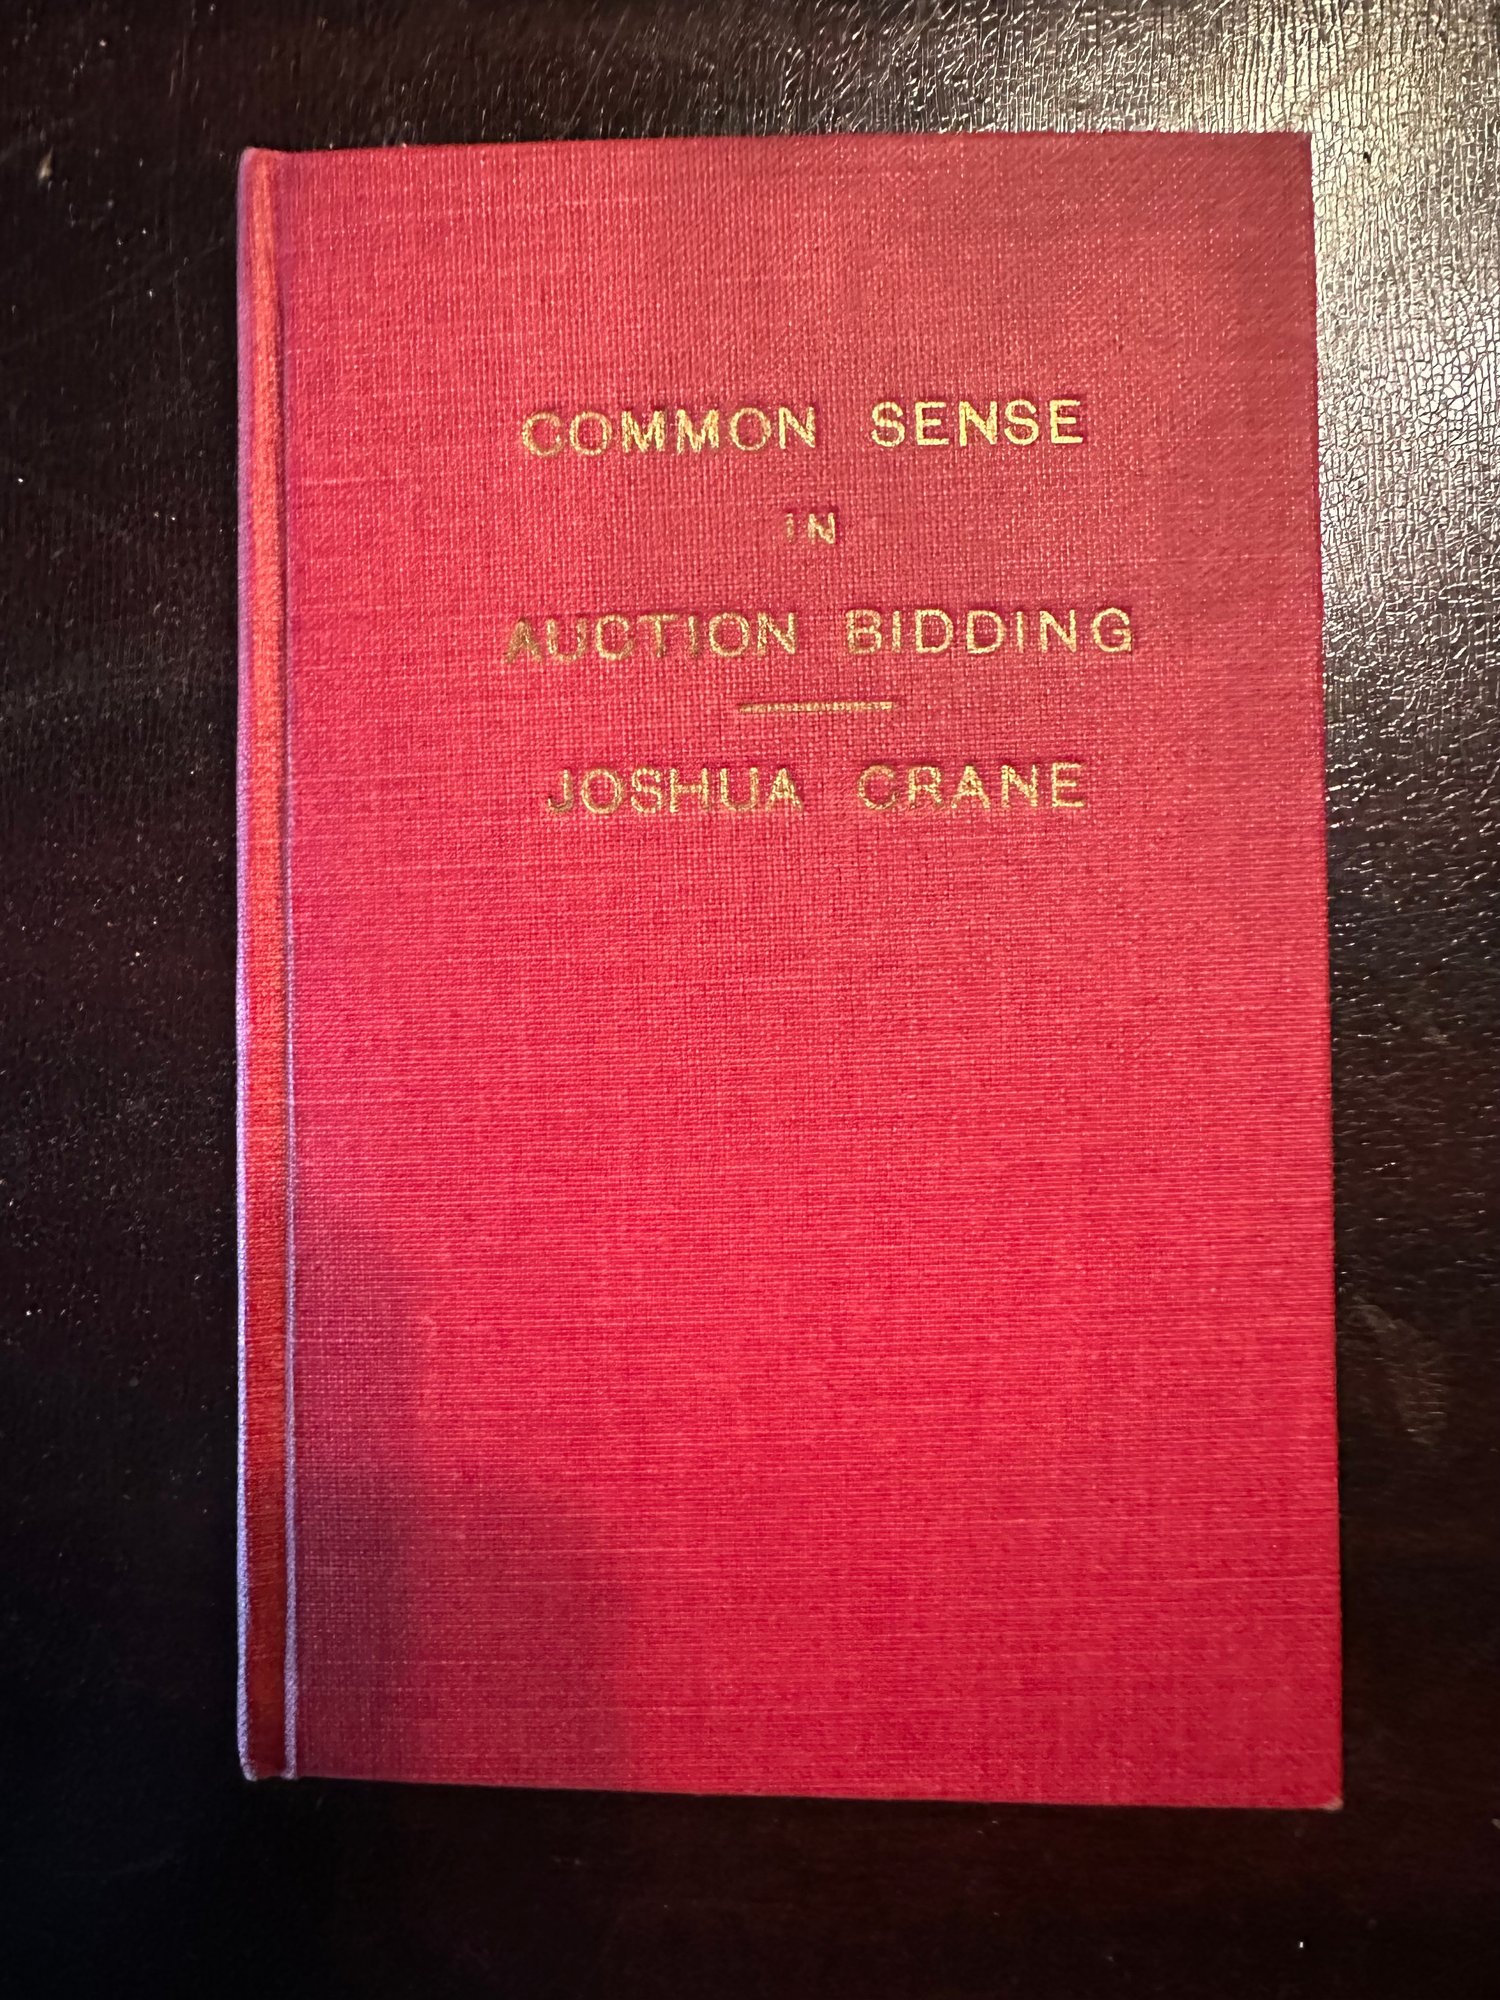 COMMON SENSE
IN
AUCTION BIDDING
JOSHUA CRANE